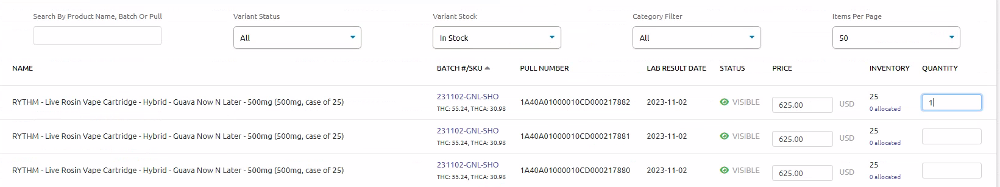 Search By Product Name, Batch Or Pull Variant Status Variant Stock Category Filter Items Per Page
All In Stock All 50
NAME BATCH #/SKU PULL NUMBER LAB RESULT DATE STATUS PRICE INVENTORY QUANTITY
RYTHM - Live Rosin Vape Cartridge - Hybrid - Guava Now N Later - 500mg (500mg, case of 25) 231102-GNL-SHO 1A40A01000010CD000217882 2023-11-02 VISIBLE 625.00 USD 25 1
THC: 55.24, THCA: 30.98 0 allocated
RYTHM - Live Rosin Vape Cartridge - Hybrid - Guava Now N Later - 500mg (500mg, case of 25) 231102-GNL-SHO 1A40A01000010CD000217881 2023-11-02 VISIBLE 625.00 USD 25
THC: 55.24, THCA: 30.98 0 allocated
RYTHM - Live Rosin Vape Cartridge - Hybrid - Guava Now N Later - 500mg (500mg, case of 25) 231102-GNL-SHO 1A40A01000010CD000217880 2023-11-02 VISIBLE 625.00 USD 25
THC: 55.24, THCA: 30.98 0 allocated